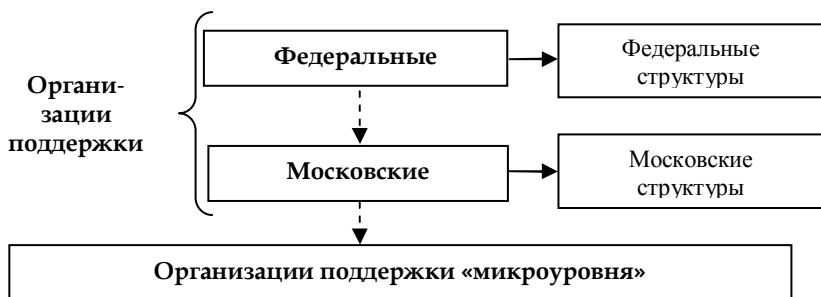 Федеральные
Федеральные
структуры
Органи-
зации
поддержки
Московские
Московские
структуры
Организации поддержки «микроуровня»